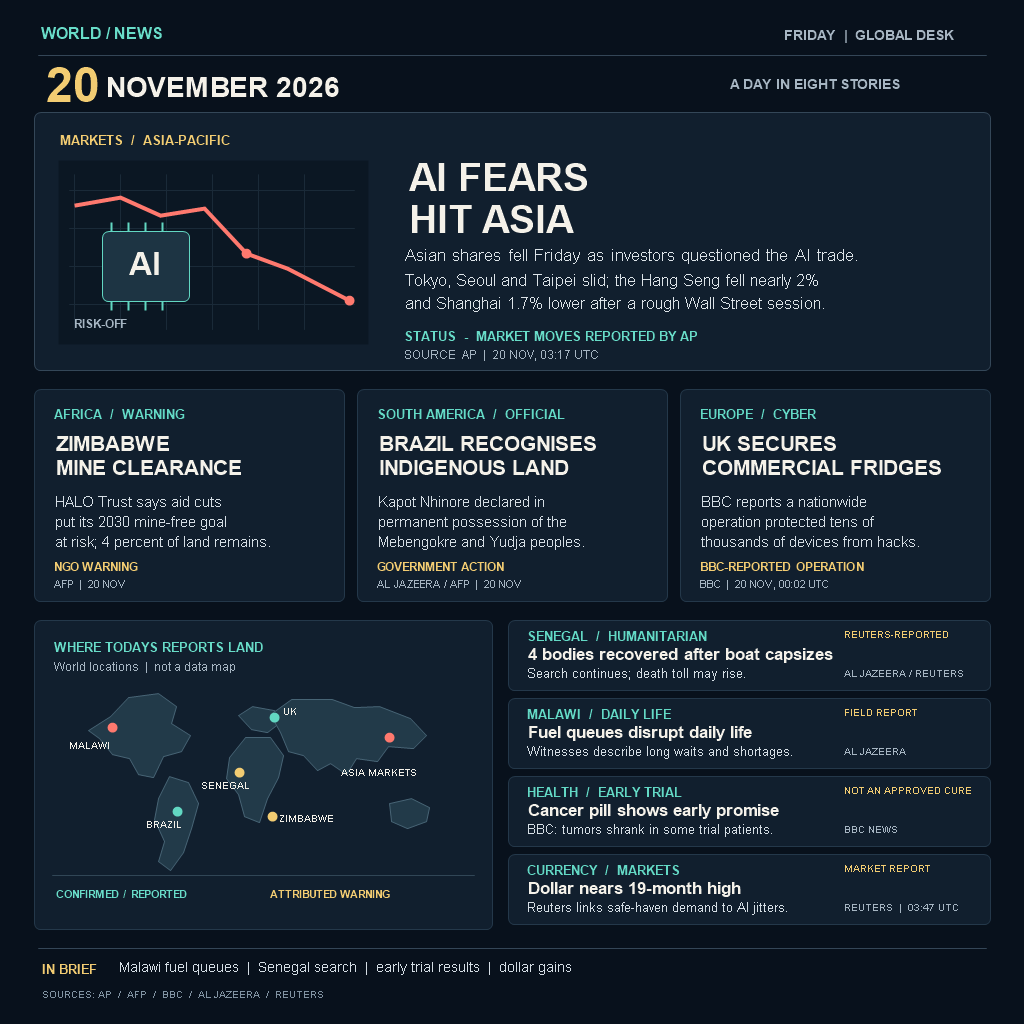 WORLD / NEWS
FRIDAY | GLOBAL DESK
20 NOVEMBER 2026
A DAY IN EIGHT STORIES
MARKETS / ASIA-PACIFIC
AI
RISK-OFF
AI FEARS
HIT ASIA
Asian shares fell Friday as investors questioned the AI trade.
Tokyo, Seoul and Taipei slid; the Hang Seng fell nearly 2%
and Shanghai 1.7% lower after a rough Wall Street session.
STATUS - MARKET MOVES REPORTED BY AP
SOURCE AP | 20 NOV, 03:17 UTC
AFRICA / WARNING
ZIMBABWE
MINE CLEARANCE
HALO Trust says aid cuts
put its 2030 mine-free goal
at risk; 4 percent of land remains.
NGO WARNING
AFP | 20 NOV
SOUTH AMERICA / OFFICIAL
BRAZIL RECOGNISES
INDIGENOUS LAND
Kapot Nhinore declared in
permanent possession of the
Mebengokre and Yudja peoples.
GOVERNMENT ACTION
AL JAZEERA / AFP | 20 NOV
EUROPE / CYBER
UK SECURES
COMMERCIAL FRIDGES
BBC reports a nationwide
operation protected tens of
thousands of devices from hacks.
BBC-REPORTED OPERATION
BBC | 20 NOV, 00:02 UTC
WHERE TODAYS REPORTS LAND
World locations | not a data map
UK
MALAWI
ASIA MARKETS
SENEGAL
ZIMBABWE
BRAZIL
CONFIRMED / REPORTED
ATTRIBUTED WARNING
SENEGAL / HUMANITARIAN
REUTERS-REPORTED
4 bodies recovered after boat capsizes
Search continues; death toll may rise.
AL JAZEERA / REUTERS
MALAWI / DAILY LIFE
FIELD REPORT
Fuel queues disrupt daily life
Witnesses describe long waits and shortages.
AL JAZEERA
HEALTH / EARLY TRIAL
NOT AN APPROVED CURE
Cancer pill shows early promise
BBC: tumors shrank in some trial patients.
BBC NEWS
CURRENCY / MARKETS
MARKET REPORT
Dollar nears 19-month high
Reuters links safe-haven demand to AI jitters.
REUTERS | 03:47 UTC
IN BRIEF Malawi fuel queues | Senegal search | early trial results | dollar gains
SOURCES: AP / AFP / BBC / AL JAZEERA / REUTERS